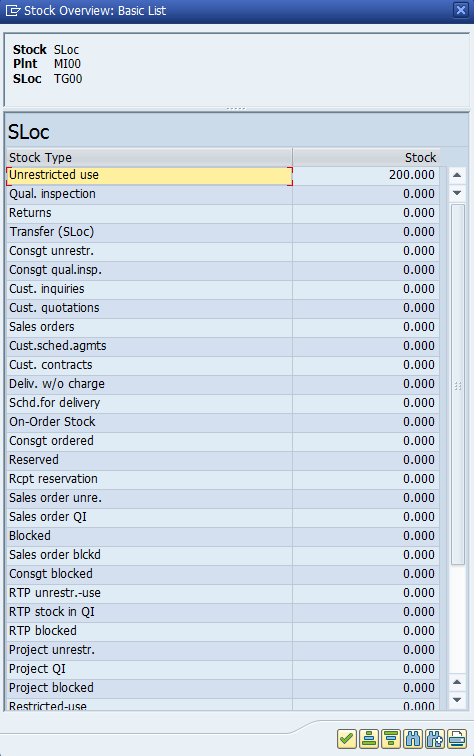 Stock Overview: Basic List
Stock SLoc
Plnt MI00
SLoc TG00
SLoc
Stock Type Stock
Unrestricted use 200.000
Qual. inspection 0.000
Returns 0.000
Transfer (SLoc) 0.000
Consgt unrestr. 0.000
Consgt qual.insp. 0.000
Cust. inquiries 0.000
Cust. quotations 0.000
Sales orders 0.000
Cust.sched.agmts 0.000
Cust. contracts 0.000
Deliv. w/o charge 0.000
Schd.for delivery 0.000
On-Order Stock 0.000
Consgt ordered 0.000
Reserved 0.000
Rcpt reservation 0.000
Sales order unre. 0.000
Sales order QI 0.000
Blocked 0.000
Sales order blckd 0.000
Consgt blocked 0.000
RTP unrestr.-use 0.000
RTP stock in QI 0.000
RTP blocked 0.000
Project unrestr. 0.000
Project QI 0.000
Project blocked 0.000
Restricted-use 0.000